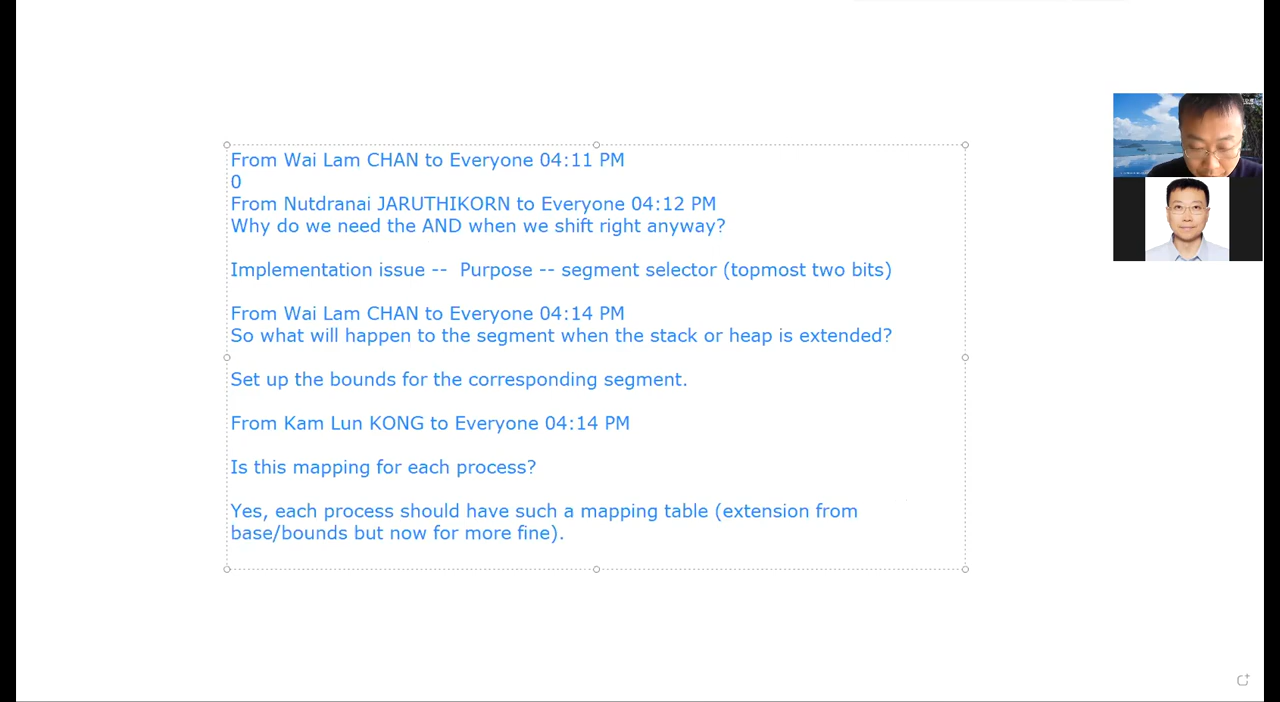 From Wai Lam CHAN to Everyone 04:11 PM
0
From Nutdranai JARUTHIKORN to Everyone 04:12 PM
Why do we need the AND when we shift right anyway?
Implementation issue --  Purpose -- segment selector (topmost two bits)
From Wai Lam CHAN to Everyone 04:14 PM
So what will happen to the segment when the stack or heap is extended?
Set up the bounds for the corresponding segment.
From Kam Lun KONG to Everyone 04:14 PM
Is this mapping for each process?
Yes, each process should have such a mapping table (extension from
base/bounds but now for more fine).